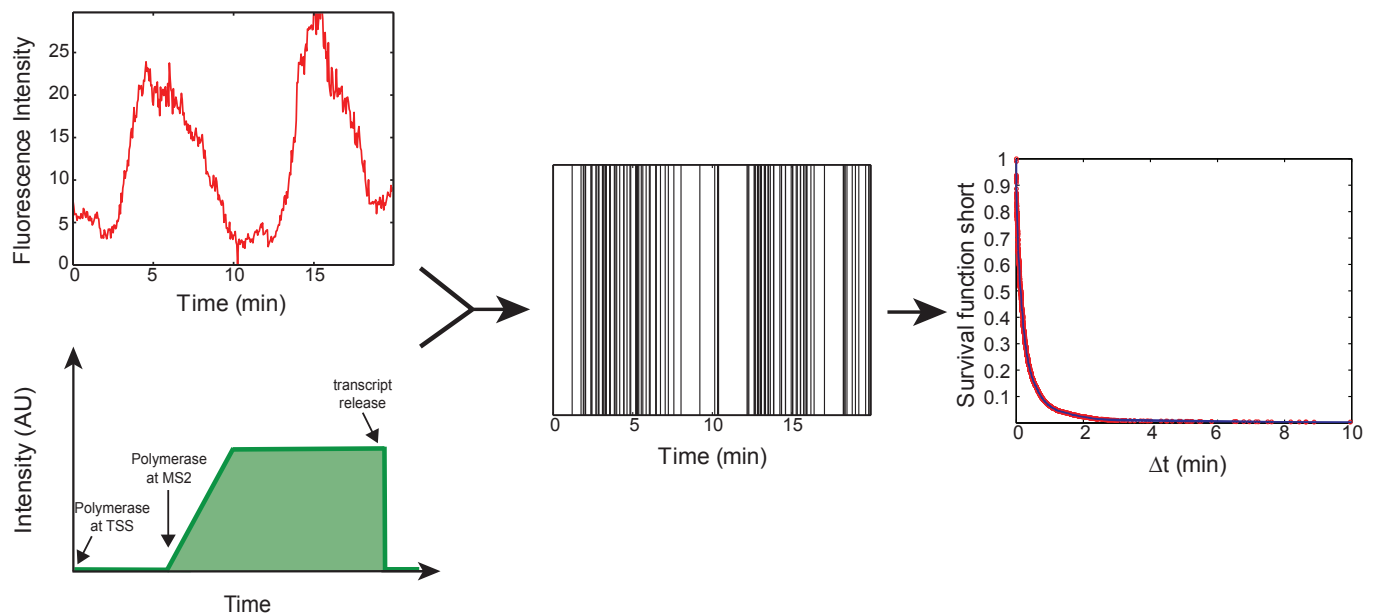 Fluorescence Intensity
25
20
15
10
5
0
0
5
10
15
Time (min)
Intensity (AU)
Polymerase
at TSS
Polymerase
at MS2
transcript
release
Time
0
5
10
15
Time (min)
Survival function short
1
0.9
0.8
0.7
0.6
0.5
0.4
0.3
0.2
0.1
0
2
4
6
8
10
Δt (min)